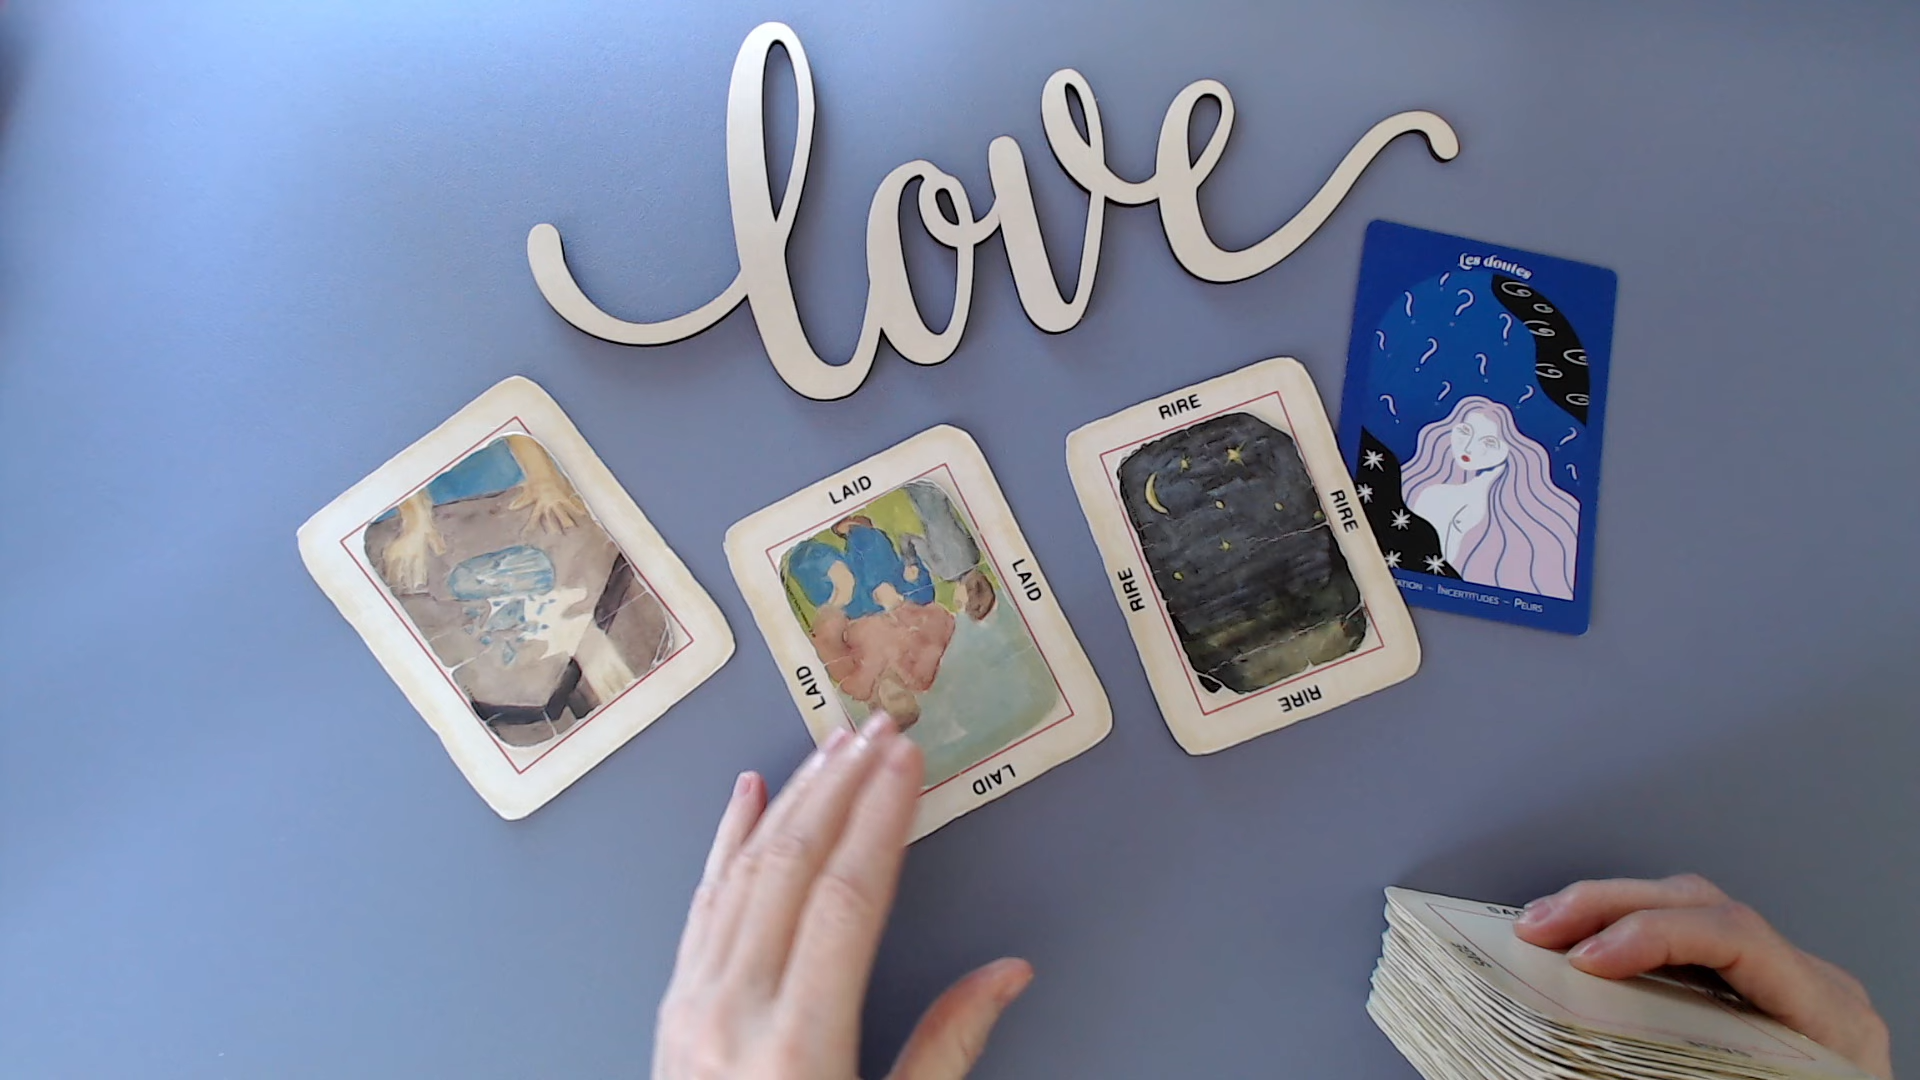 love
Les doutes
INCERTITUDES – PEURS
LAID
LAID
LAID
LAID
RIRE
RIRE
RIRE
RIRE